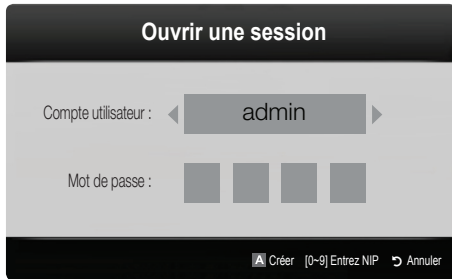 Ouvrir une session
Compte utilisateur : admin
Mot de passe :
A Créer [0~9] Entrez NIP Annuler